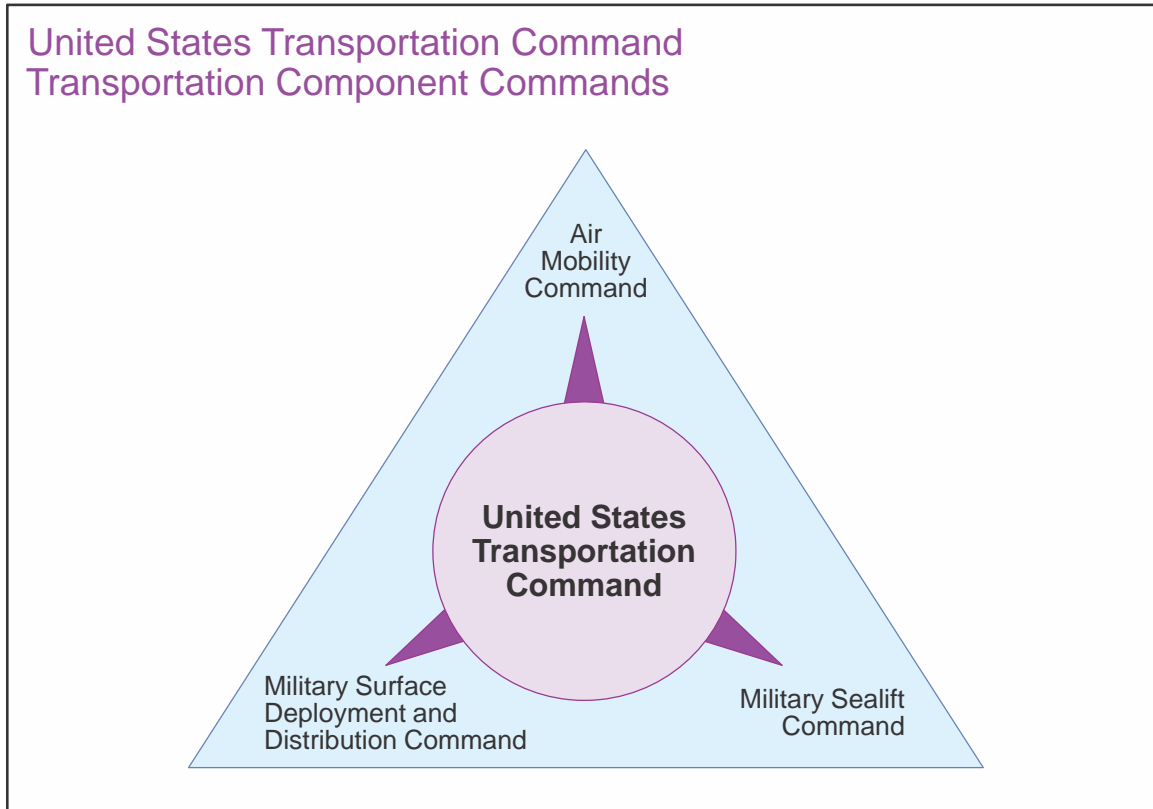 United States Transportation Command
Transportation Component Commands
Air
Mobility
Command
United States
Transportation
Command
Military Surface
Deployment and
Distribution Command
Military Sealift
Command